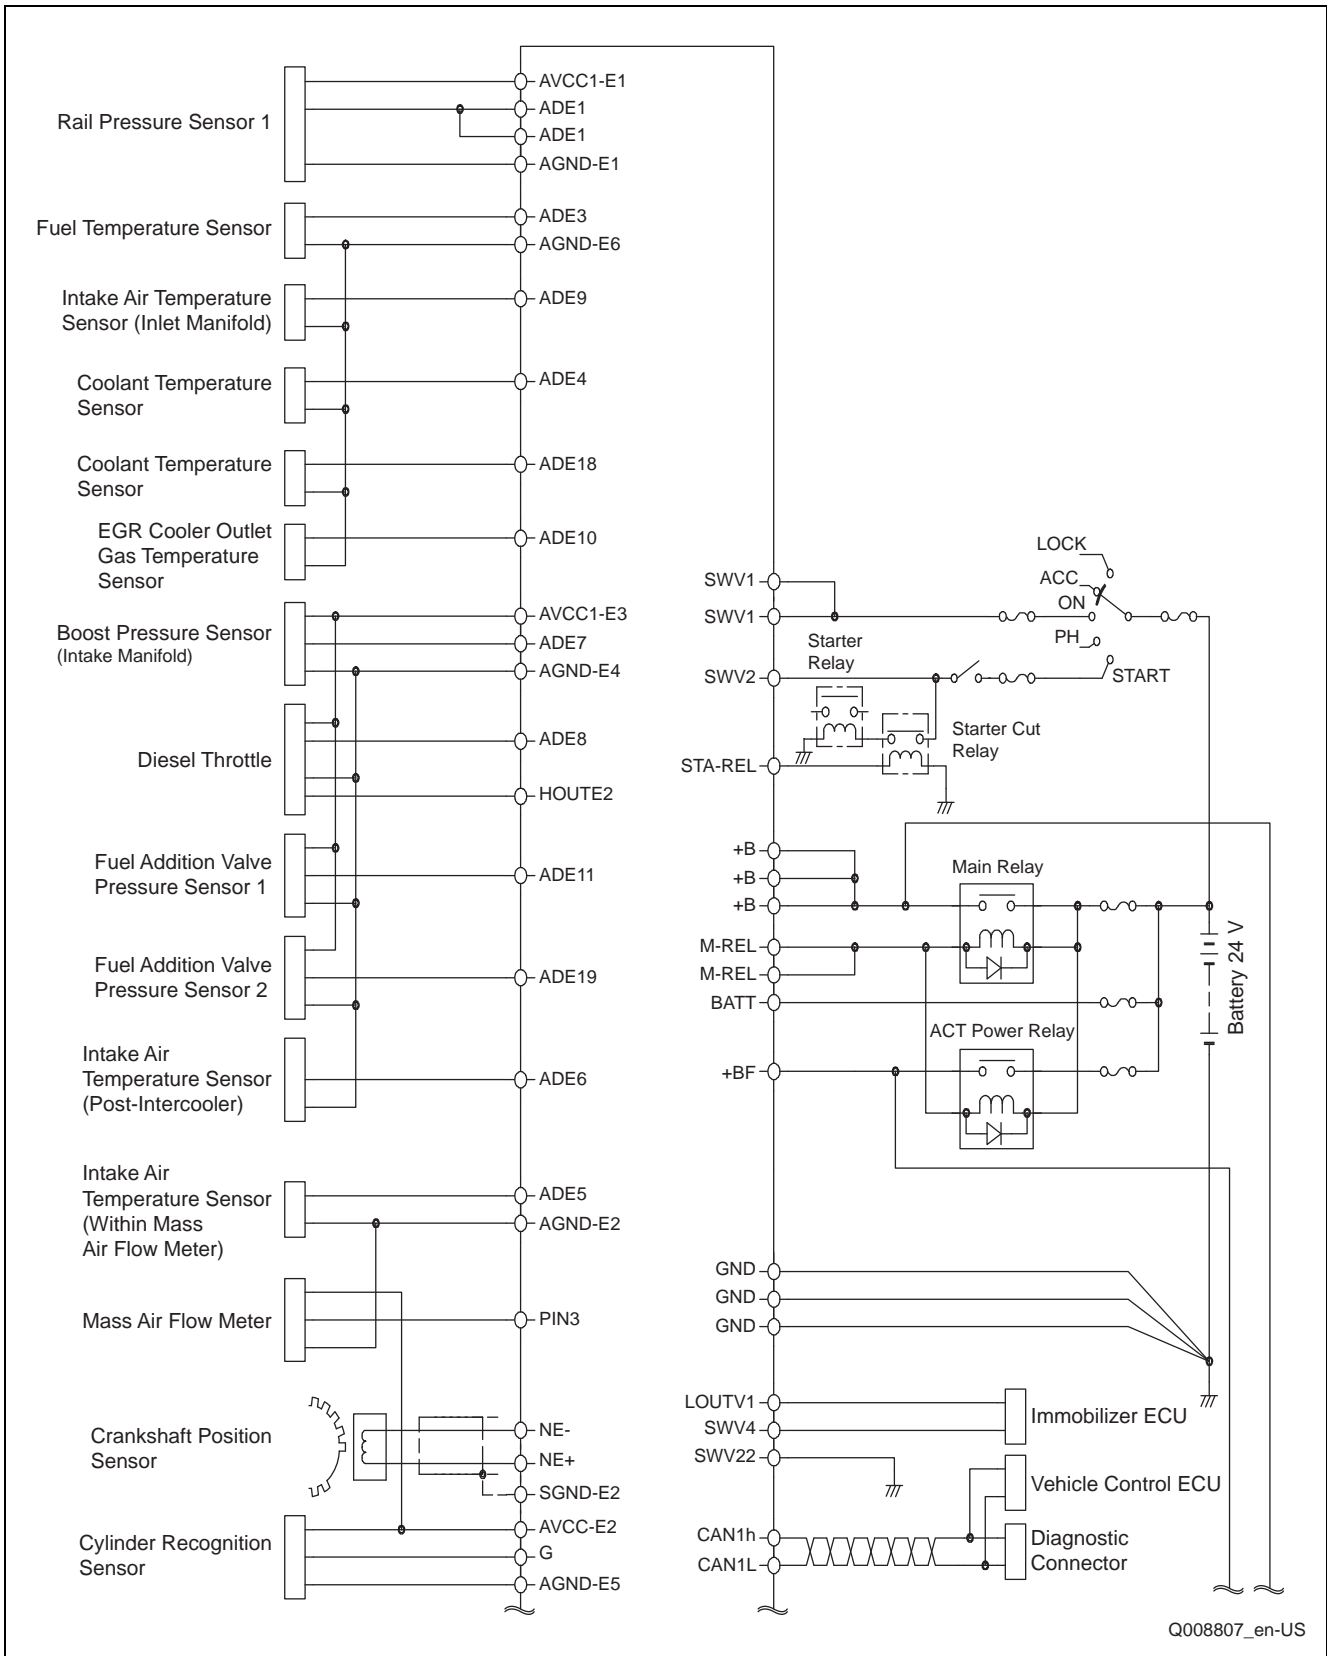 Rail Pressure Sensor 1
AVCC1-E1
ADE1
ADE1
AGND-E1
Fuel Temperature Sensor
ADE3
AGND-E6
Intake Air Temperature
Sensor (Inlet Manifold)
ADE9
Coolant Temperature
Sensor
ADE4
Coolant Temperature
Sensor
ADE18
EGR Cooler Outlet
Gas Temperature
Sensor
ADE10
Boost Pressure Sensor
(Intake Manifold)
AVCC1-E3
ADE7
AGND-E4
Diesel Throttle
ADE8
HOUTE2
Fuel Addition Valve
Pressure Sensor 1
ADE11
Fuel Addition Valve
Pressure Sensor 2
ADE19
Intake Air
Temperature Sensor
(Post-Intercooler)
ADE6
Intake Air
Temperature Sensor
(Within Mass
Air Flow Meter)
ADE5
AGND-E2
Mass Air Flow Meter
PIN3
Crankshaft Position
Sensor
NE-
NE+
SGND-E2
Cylinder Recognition
Sensor
AVCC-E2
G
AGND-E5
LOCK
ACC
ON
PH
START
SWV1
SWV1
SWV2
Starter
Relay
Starter Cut
Relay
STA-REL
+B
+B
+B
Main Relay
M-REL
M-REL
BATT
ACT Power Relay
+BF
Battery 24 V
GND
GND
GND
LOUTV1
SWV4
Immobilizer ECU
SWV22
Vehicle Control ECU
CAN1h
CAN1L
Diagnostic
Connector
Q008807_en-US